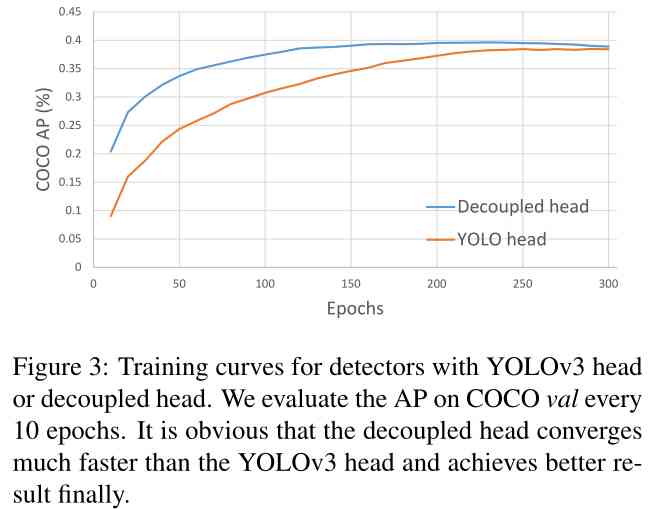 0.45
0.4
0.35
0.3
0.25
0.2
0.15
0.1
0.05
0
COCO AP (%)
Decoupled head
YOLO head
0 50 100 150 200 250 300
Epochs
Figure 3: Training curves for detectors with YOLOv3 head
or decoupled head. We evaluate the AP on COCO val every
10 epochs. It is obvious that the decoupled head converges
much faster than the YOLOv3 head and achieves better re-
sult finally.